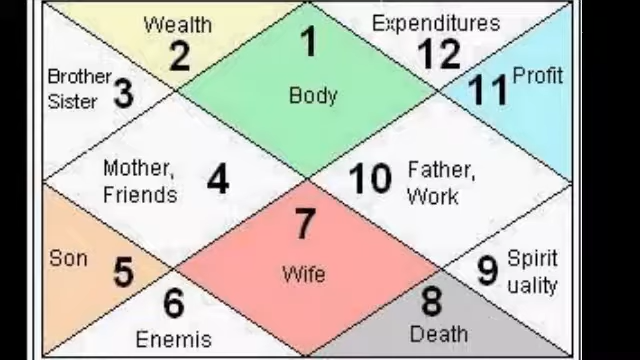 Wealth
2
1
Body
Expenditures
12
11 Profit
Brother
Sister 3
Mother,
Friends 4
10 Father,
Work
7
Wife
Son 5
6
Enemis
8
Death
9 Spirit
uality